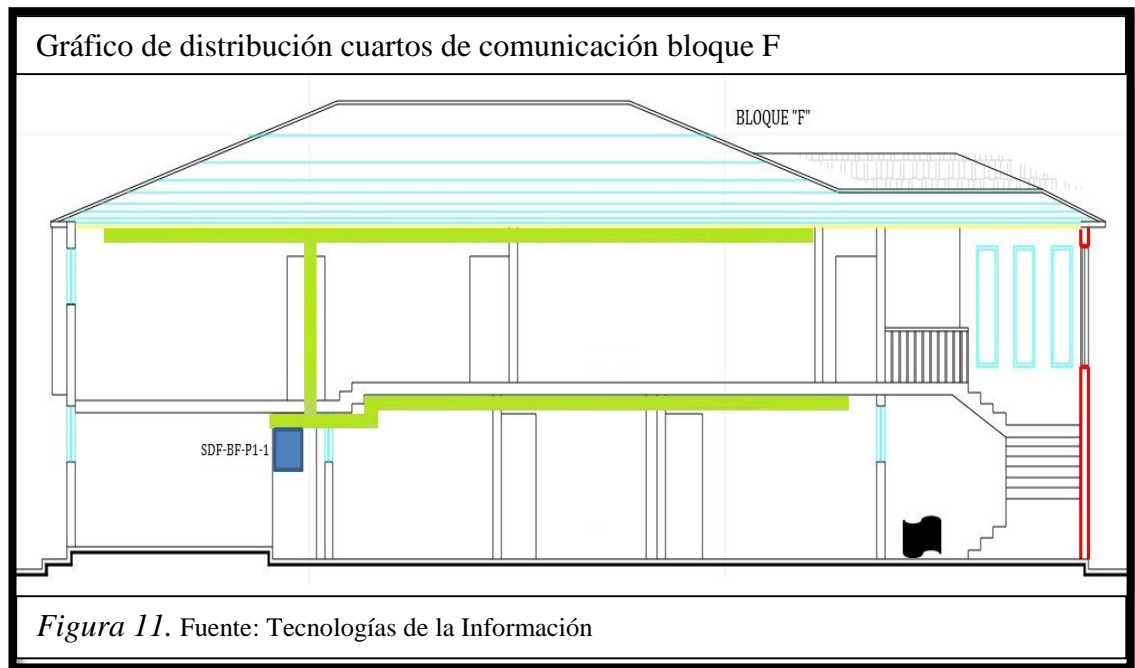 Gráfico de distribución cuartos de comunicación bloque F
BLOQUE "F"
SDF-BF-P1-1
Figura 11. Fuente: Tecnologías de la Información